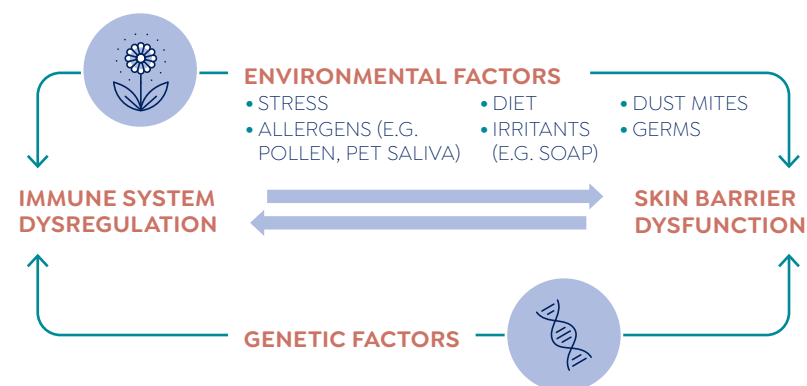 ENVIRONMENTAL FACTORS
• STRESS
• ALLERGENS (E.G.
POLLEN, PET SALIVA)
• DIET
• IRRITANTS
(E.G. SOAP)
• DUST MITES
• GERMS
IMMUNE SYSTEM
DYSREGULATION
SKIN BARRIER
DYSFUNCTION
GENETIC FACTORS